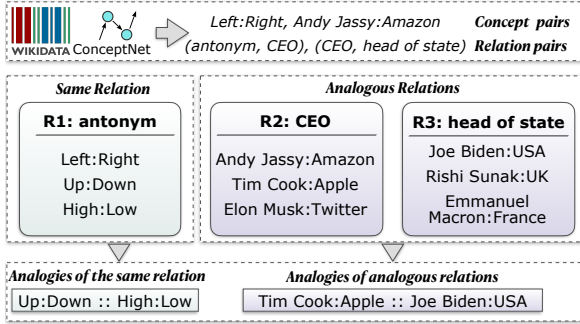 WIKIDATA
ConceptNet
Left:Right, Andy Jassy:Amazon Concept pairs
(antonym, CEO), (CEO, head of state) Relation pairs
Same Relation
Analogous Relations
R1: antonym
Left:Right
Up:Down
High:Low
R2: CEO
Andy Jassy:Amazon
Tim Cook:Apple
Elon Musk:Twitter
R3: head of state
Joe Biden:USA
Rishi Sunak:UK
Emmanuel
Macron:France
Analogies of the same relation
Up:Down :: High:Low
Analogies of analogous relations
Tim Cook:Apple :: Joe Biden:USA